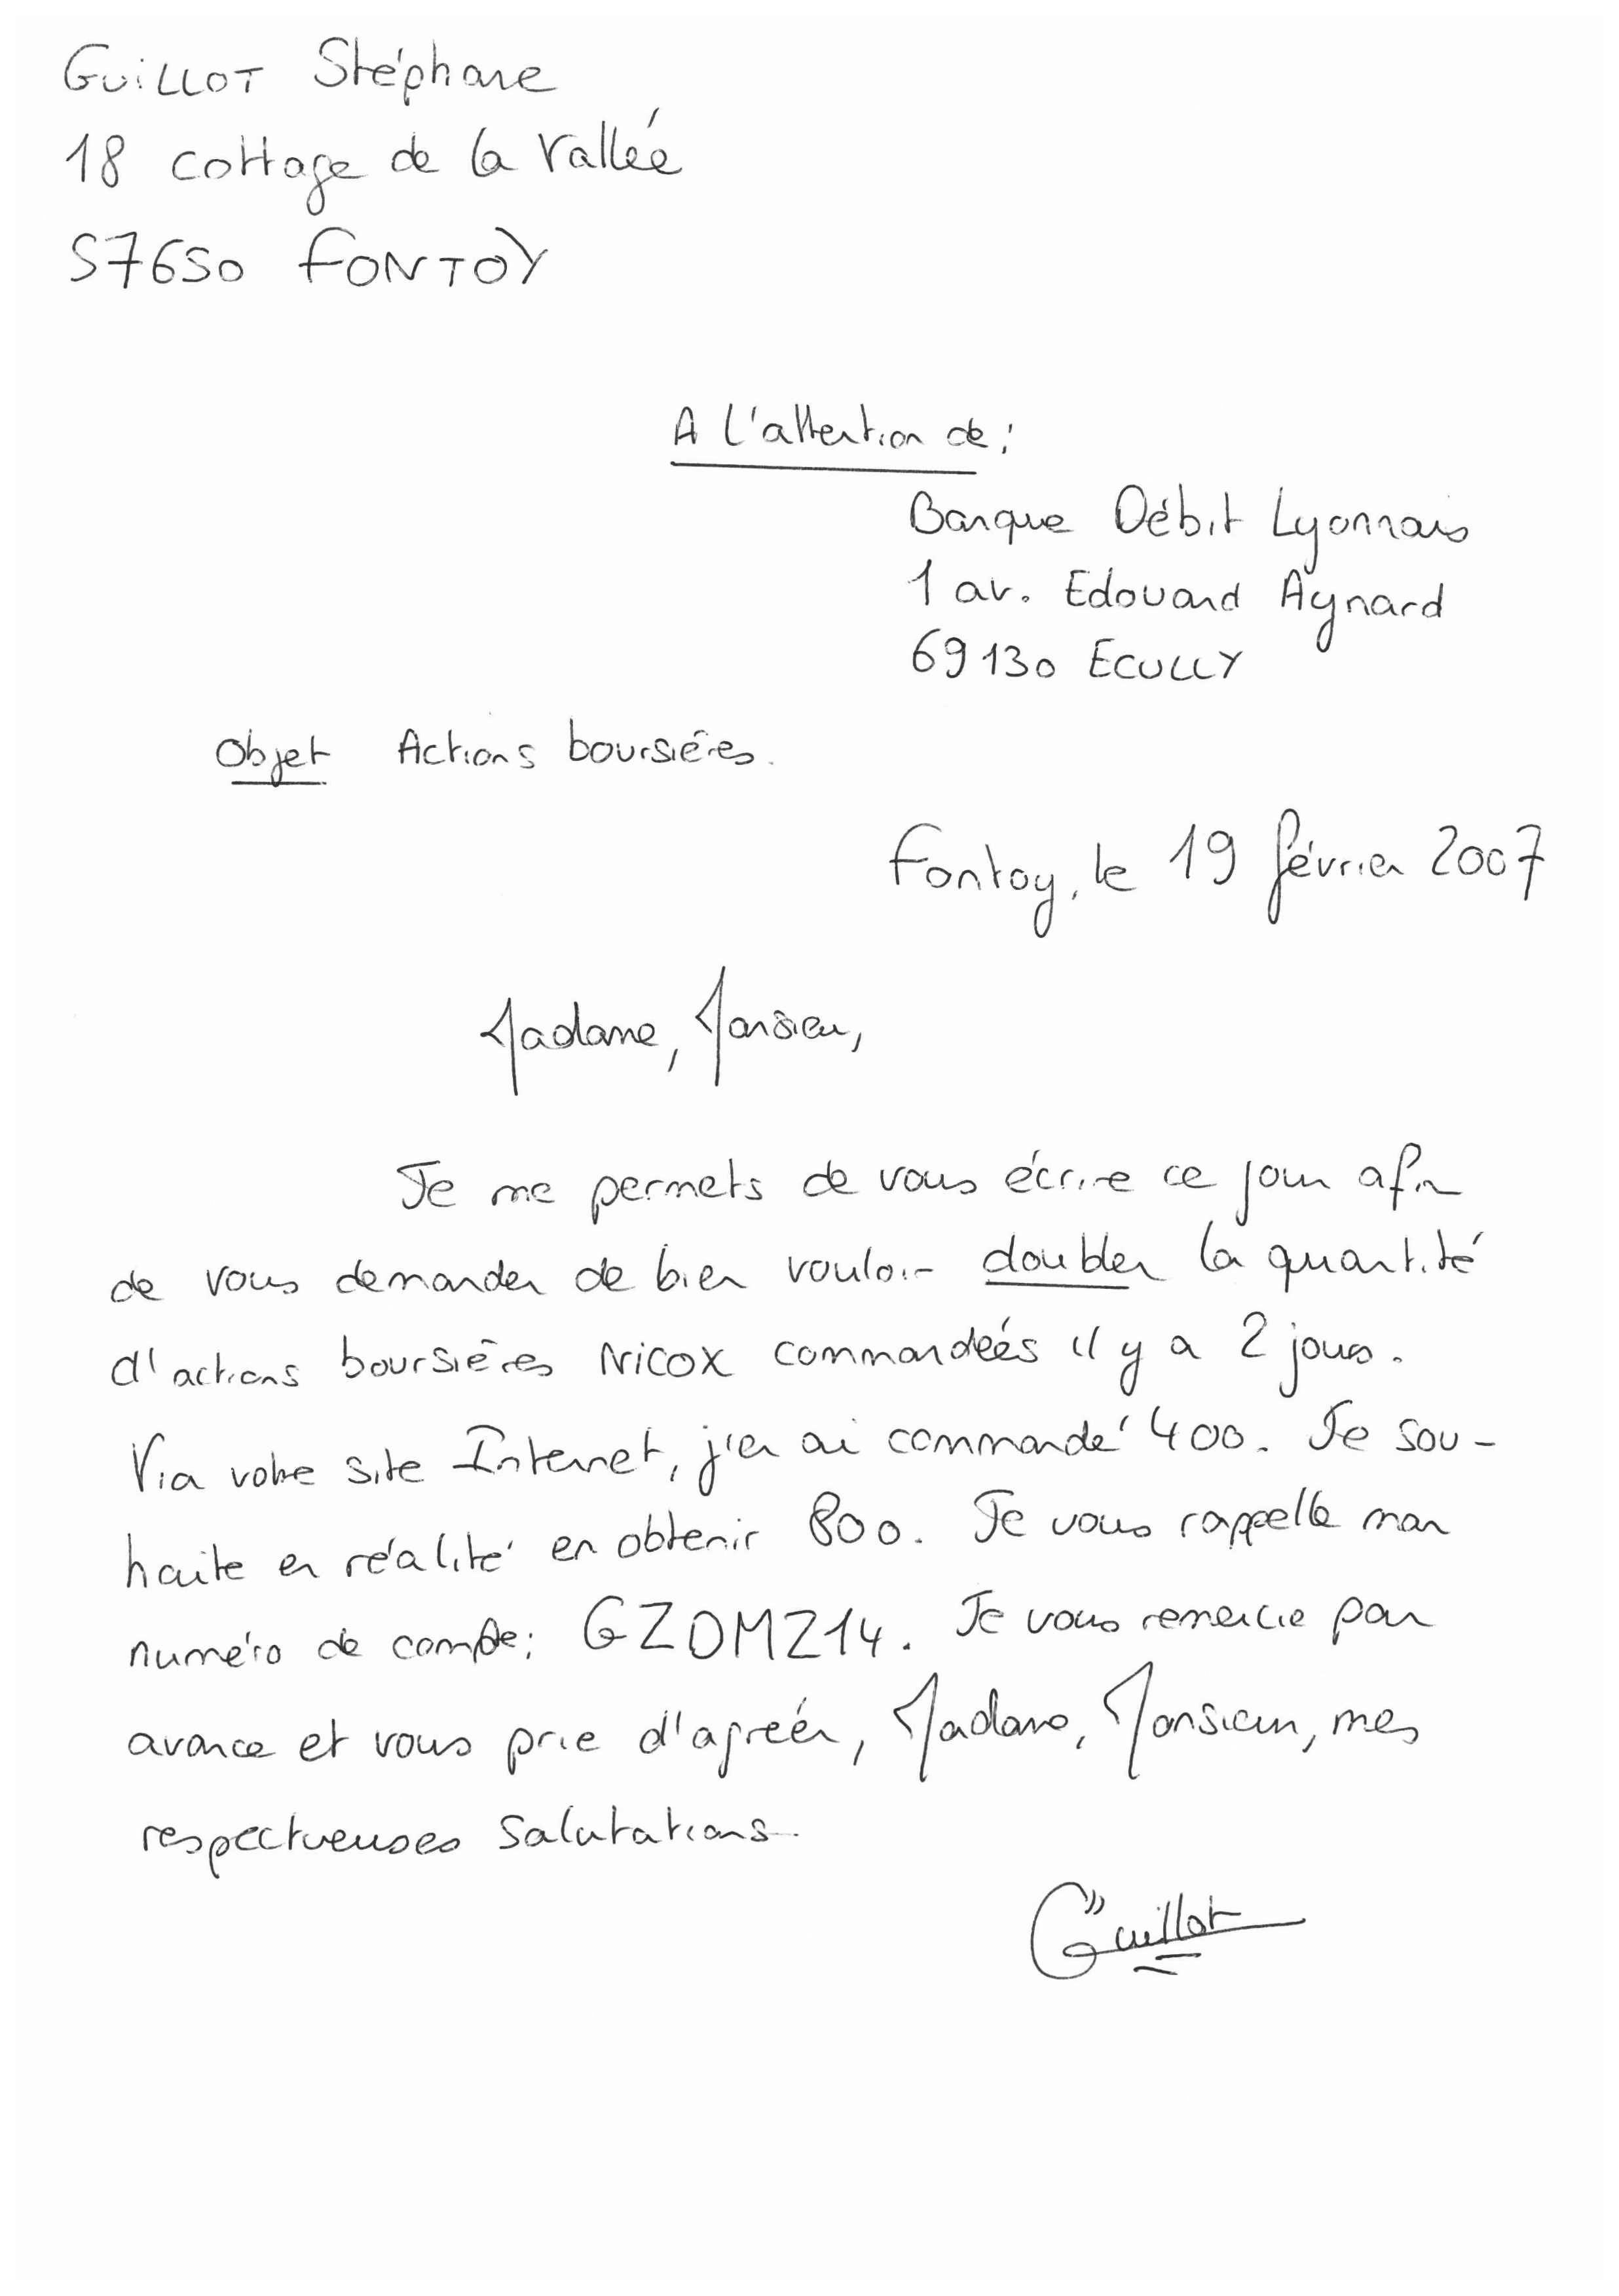 GUILLOT Stéphane
18 cottage de la Vallée
57650 FONTOY
A l'attention de :
Banque Débit Lyonnais
1 av. Edouard Aynard
69130 ECULLY
Objet Actions boursières.
Fontoy, le 19 février 2007
Madame, Monsieur,
Je me permets de vous écrire ce jour afin
de vous demander de bien vouloir doubler la quantité
d'actions boursières NICOX commandées il y a 2 jours.
Via votre site Internet, j'en ai commandé 400. Je sou-
haite en réalité en obtenir 800. Je vous rappelle mon
numéro de compte : GZOMZ14. Je vous remercie par
avance et vous prie d'agréer, Madame, Monsieur, mes
respectueuses salutations.
Guillot